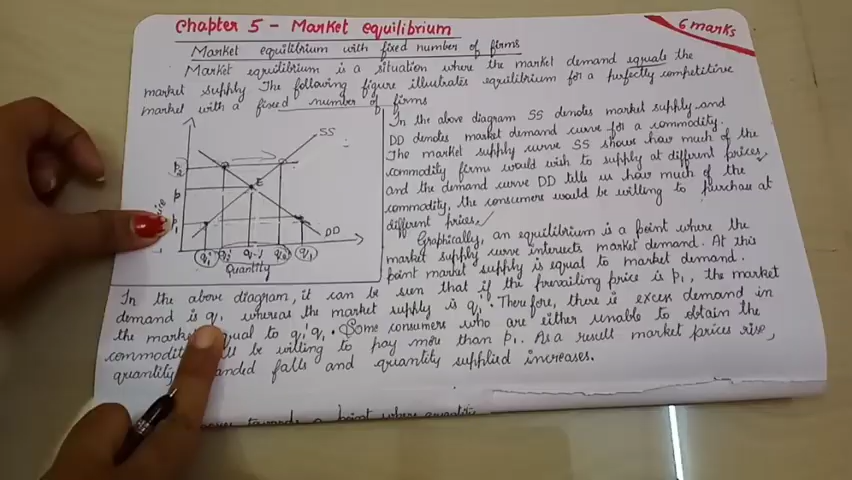 Chapter 5 - Market equilibrium
6 marks
Market equilibrium with fixed number of firms
Market equilibrium is a situation where the market demand equals the
market supply The following figure illustrates equilibrium for a perfectly competitive
market with a fixed number of firms
SS
E
DD
P
Quantity
In the above diagram SS denotes market supply and
DD denotes market demand curve for a commodity.
The market supply curve SS shows how much of the
commodity firms would wish to supply at different prices,
and the demand curve DD tells us how much of the
commodity, the consumers would be willing to purchase at
different prices.
Graphically, an equilibrium is a point where the
market supply curve intersects market demand. At this
point market supply is equal to market demand.
In the above diagram, it can be seen that if the prevailing price is P₁, the market
demand is q₁ whereas the market supply is q₁'. Therefore, there is excess demand in
the market equal to q₁' q₁. Some consumers who are either unable to obtain the
be willing to pay more than P₁. As a result market prices rise,
quantity falls and quantity supplied increases.
towards a point where